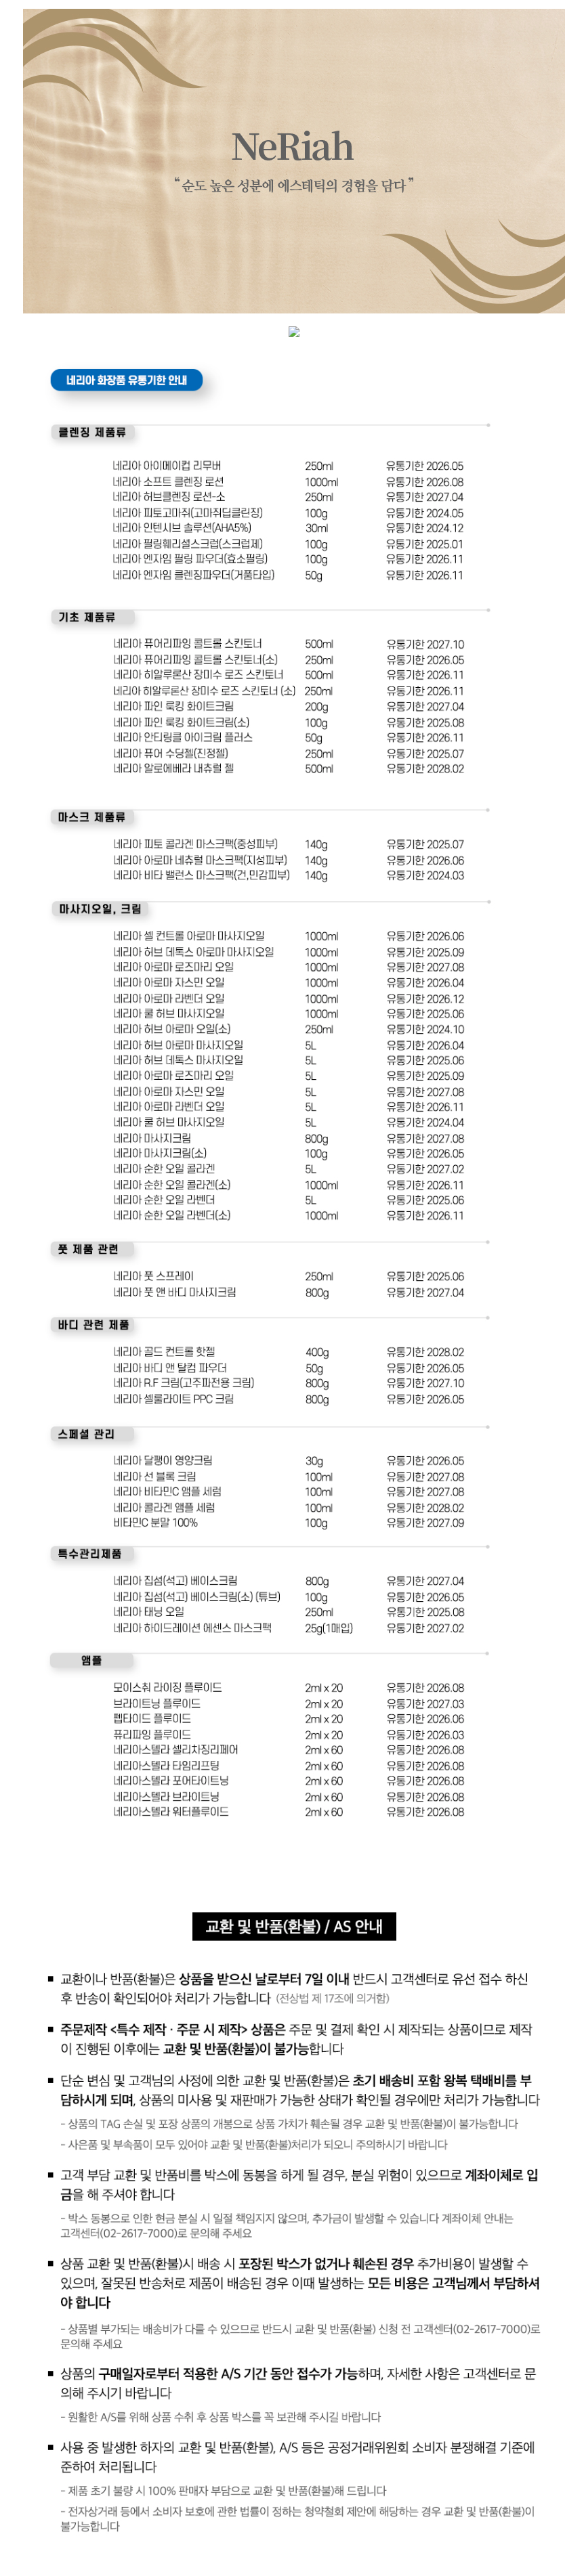 NeRiah
“순도 높은 성분에 에스테틱의 경험을 담다”
네리아 화장품 유통기한 안내
클렌징 제품류
네리아 아이메이컵 리무버 250ml 유통기한 2026.05
네리아 소프트 클렌징 로션 1000ml 유통기한 2026.08
네리아 허브클렌징 로션-소 250ml 유통기한 2027.04
네리아 피토고마쥐(고마쥐딥클린징) 100g 유통기한 2024.05
네리아 인텐시브 솔루션(AHA5%) 30ml 유통기한 2024.12
네리아 필링훼리셜스크럽(스크럽제) 100g 유통기한 2025.01
네리아 엔자임 필링 파우더(효소필링) 100g 유통기한 2026.11
네리아 엔자임 클렌징파우더(거품타입) 50g 유통기한 2026.11
기초 제품류
네리아 퓨어리파잉 콜트롤 스킨토너 500ml 유통기한 2027.10
네리아 퓨어리파잉 콜트롤 스킨토너(소) 250ml 유통기한 2026.05
네리아 히알루론산 장미수 로즈 스킨토너 500ml 유통기한 2026.11
네리아 히알루론산 장미수 로즈 스킨토너 (소) 250ml 유통기한 2026.11
네리아 파인 룩킹 화이트크림 200g 유통기한 2027.04
네리아 파인 룩킹 화이트크림(소) 100g 유통기한 2025.08
네리아 안티링클 아이크림 플러스 50g 유통기한 2026.11
네리아 퓨어 수딩젤(진정젤) 250ml 유통기한 2025.07
네리아 알로에베라 내츄럴 젤 500ml 유통기한 2028.02
마스크 제품류
네리아 피토 콜라겐 마스크팩(중성피부) 140g 유통기한 2025.07
네리아 아로마 네츄럴 마스크팩(지성피부) 140g 유통기한 2026.06
네리아 비타 밸런스 마스크팩(건,민감피부) 140g 유통기한 2024.03
마사지오일, 크림
네리아 셀 컨트롤 아로마 마사지오일 1000ml 유통기한 2026.06
네리아 허브 데톡스 아로마 마사지오일 1000ml 유통기한 2025.09
네리아 아로마 로즈마리 오일 1000ml 유통기한 2027.08
네리아 아로마 자스민 오일 1000ml 유통기한 2026.04
네리아 아로마 라벤더 오일 1000ml 유통기한 2026.12
네리아 쿨 허브 마사지오일 1000ml 유통기한 2025.06
네리아 허브 아로마 오일(소) 250ml 유통기한 2024.10
네리아 허브 아로마 마사지오일 5L 유통기한 2026.04
네리아 허브 데톡스 마사지오일 5L 유통기한 2025.06
네리아 아로마 로즈마리 오일 5L 유통기한 2025.09
네리아 아로마 자스민 오일 5L 유통기한 2027.08
네리아 아로마 라벤더 오일 5L 유통기한 2026.11
네리아 쿨 허브 마사지오일 5L 유통기한 2024.04
네리아 마사지크림 800g 유통기한 2027.08
네리아 마사지크림(소) 100g 유통기한 2026.05
네리아 순한 오일 콜라겐 5L 유통기한 2027.02
네리아 순한 오일 콜라겐(소) 1000ml 유통기한 2026.11
네리아 순한 오일 라벤더 5L 유통기한 2025.06
네리아 순한 오일 라벤더(소) 1000ml 유통기한 2026.11
풋 제품 관련
네리아 풋 스프레이 250ml 유통기한 2025.06
네리아 풋 앤 바디 마사지크림 800g 유통기한 2027.04
바디 관련 제품
네리아 골드 컨트롤 핫젤 400g 유통기한 2028.02
네리아 바디 앤 탈컴 파우더 50g 유통기한 2026.05
네리아 R.F 크림(고주파전용 크림) 800g 유통기한 2027.10
네리아 셀룰라이트 PPC 크림 800g 유통기한 2026.05
스페셜 관리
네리아 달팽이 영양크림 30g 유통기한 2026.05
네리아 선 블록 크림 100ml 유통기한 2027.08
네리아 비타민C 앰플 세럼 100ml 유통기한 2027.08
네리아 콜라겐 앰플 세럼 100ml 유통기한 2028.02
비타민C 분말 100% 100g 유통기한 2027.09
특수관리제품
네리아 집섬(석고) 베이스크림 800g 유통기한 2027.04
네리아 집섬(석고) 베이스크림(소) (튜브) 100g 유통기한 2026.05
네리아 태닝 오일 250ml 유통기한 2025.08
네리아 하이드레이션 에센스 마스크팩 25g(1매입) 유통기한 2027.02
앰플
모이스춰 라이징 플루이드 2ml x 20 유통기한 2026.08
브라이트닝 플루이드 2ml x 20 유통기한 2027.03
펩타이드 플루이드 2ml x 20 유통기한 2026.06
퓨리파잉 플루이드 2ml x 20 유통기한 2026.03
네리아스텔라 셀리차징리페어 2ml x 60 유통기한 2026.08
네리아스텔라 타임리프팅 2ml x 60 유통기한 2026.08
네리아스텔라 포어타이트닝 2ml x 60 유통기한 2026.08
네리아스텔라 브라이트닝 2ml x 60 유통기한 2026.08
네리아스텔라 워터플루이드 2ml x 60 유통기한 2026.08
교환 및 반품(환불) / AS 안내
■ 교환이나 반품(환불)은 상품을 받으신 날로부터 7일 이내 반드시 고객센터로 유선 접수 하신
후 반송이 확인되어야 처리가 가능합니다 (전상법 제 17조에 의거함)
■ 주문제작 <특수 제작 · 주문 시 제작> 상품은 주문 및 결제 확인 시 제작되는 상품이므로 제작
이 진행된 이후에는 교환 및 반품(환불)이 불가능합니다
■ 단순 변심 및 고객님의 사정에 의한 교환 및 반품(환불)은 초기 배송비 포함 왕복 택배비를 부
담하시게 되며, 상품의 미사용 및 재판매가 가능한 상태가 확인될 경우에만 처리가 가능합니다
- 상품의 TAG 손실 및 포장 상품의 개봉으로 상품 가치가 훼손될 경우 교환 및 반품(환불)이 불가능합니다
- 사은품 및 부속품이 모두 있어야 교환 및 반품(환불)처리가 되오니 주의하시기 바랍니다
■ 고객 부담 교환 및 반품비를 박스에 동봉을 하게 될 경우, 분실 위험이 있으므로 계좌이체로 입
금을 해 주셔야 합니다
- 박스 동봉으로 인한 현금 분실 시 일절 책임지지 않으며, 추가금이 발생할 수 있습니다 계좌이체 안내는
고객센터(02-2617-7000)로 문의해 주세요
■ 상품 교환 및 반품(환불)시 배송 시 포장된 박스가 없거나 훼손된 경우 추가비용이 발생할 수
있으며, 잘못된 반송처로 제품이 배송된 경우 이때 발생하는 모든 비용은 고객님께서 부담하셔
야 합니다
- 상품별 부가되는 배송비가 다를 수 있으므로 반드시 교환 및 반품(환불) 신청 전 고객센터(02-2617-7000)로
문의해 주세요
■ 상품의 구매일자로부터 적용한 A/S 기간 동안 접수가 가능하며, 자세한 사항은 고객센터로 문
의해 주시기 바랍니다
- 원활한 A/S를 위해 상품 수취 후 상품 박스를 꼭 보관해 주시길 바랍니다
■ 사용 중 발생한 하자의 교환 및 반품(환불), A/S 등은 공정거래위원회 소비자 분쟁해결 기준에
준하여 처리됩니다
- 제품 초기 불량 시 100% 판매자 부담으로 교환 및 반품(환불)해 드립니다
- 전자상거래 등에서 소비자 보호에 관한 법률이 정하는 청약철회 제안에 해당하는 경우 교환 및 반품(환불)이
불가능합니다